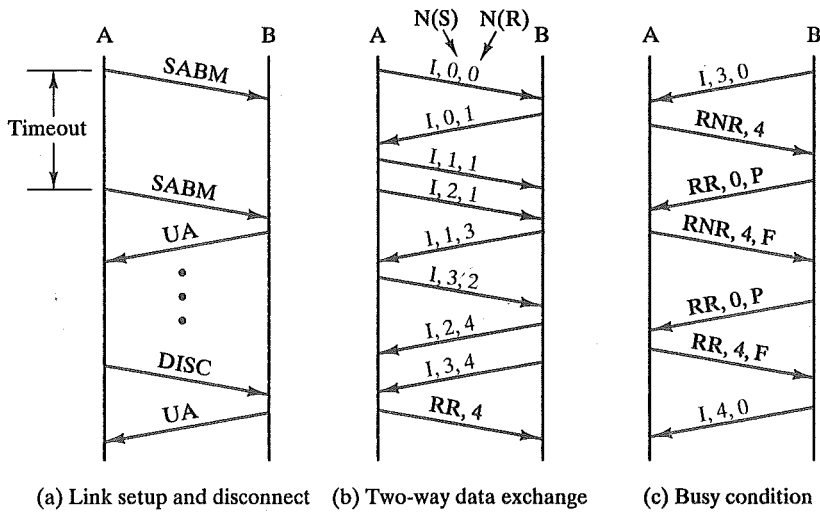 A
B
SABM
Timeout
SABM
UA
DISC
UA
(a) Link setup and disconnect
N(S) N(R)
A
B
I, 0, 0
I, 0, 1
I, 1, 1
I, 2, 1
I, 1, 3
I, 3, 2
I, 2, 4
I, 3, 4
RR, 4
(b) Two-way data exchange
A
B
I, 3, 0
RNR, 4
RR, 0, P
RNR, 4, F
RR, 0, P
RR, 4, F
I, 4, 0
(c) Busy condition